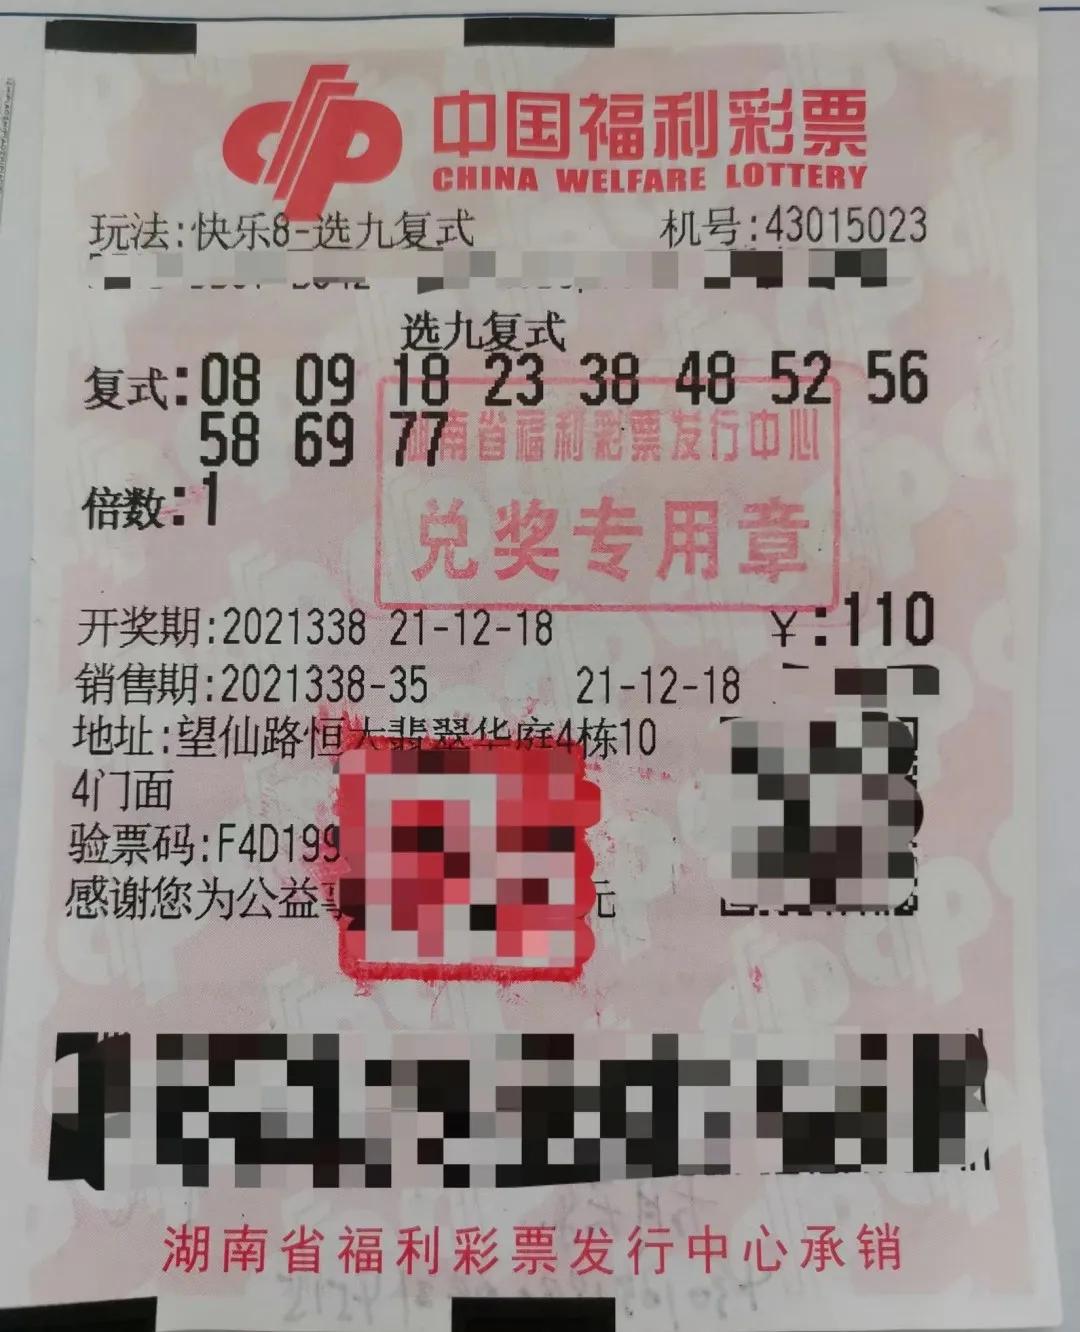 中国福利彩票
CHINA WELFARE LOTTERY
玩法:快乐8-选九复式 机号:43015023
选九复式
复式:08 09 18 23 38 48 52 56
58 69 77
湖南省福利彩票发行中心
倍数:1
兑奖专用章
开奖期:2021338 21-12-18 ¥:110
销售期:2021338-35 21-12-18
地址:望仙路恒大翡翠华庭4栋10
4门面
验票码:F4D199
感谢您为公益 元
湖南省福利彩票发行中心承销